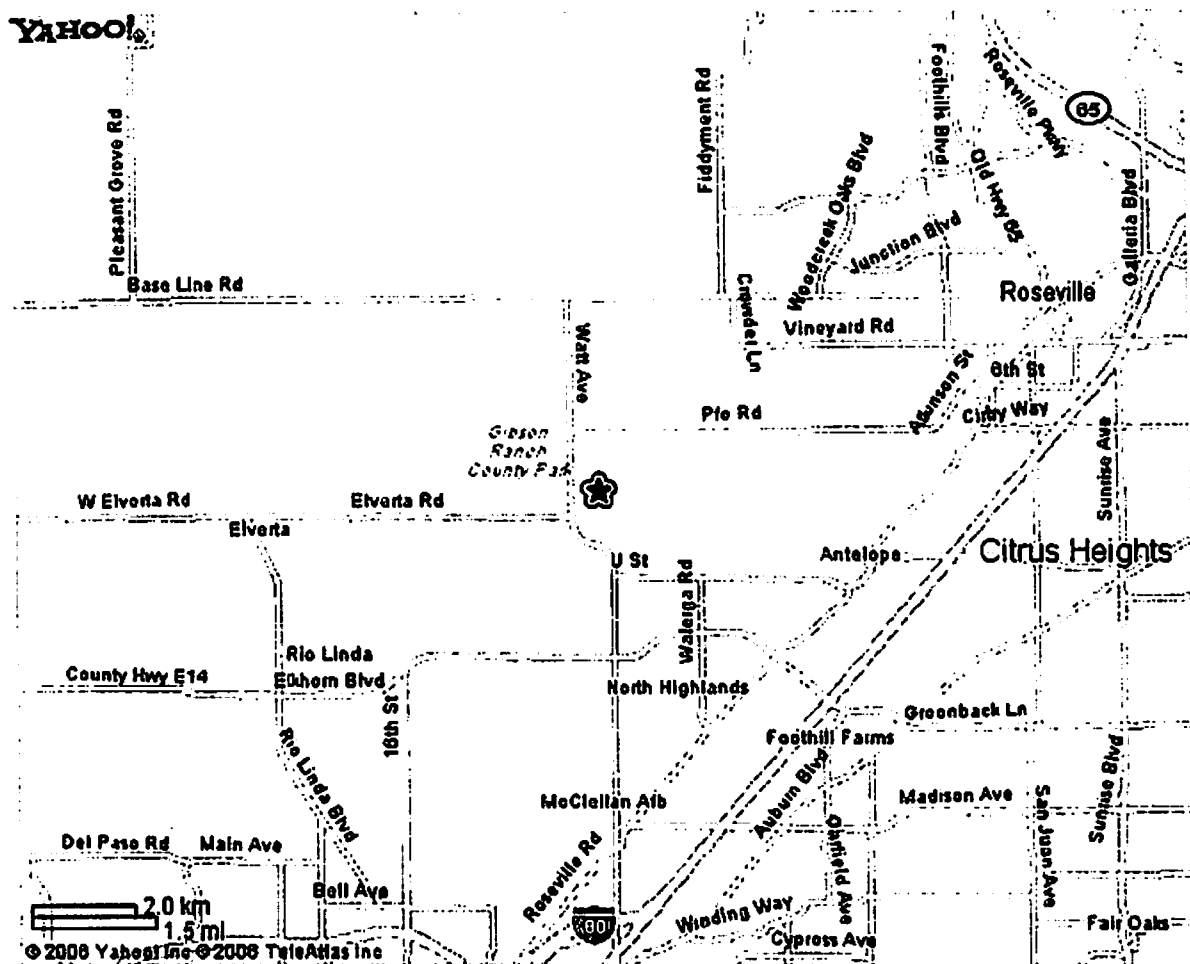 YAHOO!
Pleasant Grove Rd
Fiddyment Rd
Foothills Blvd
Roseville Pkwy
65
Woodcreek Oaks Blvd
Old Hwy 65
Junction Blvd
Galleria Blvd
Base Line Rd
Roseville
Crowder Ln
Vineyard Rd
Watt Ave
Atkinson St
6th St
Pfe Rd
Cirby Way
Gibson
Ranch
County Park
Sunrise Ave
W Elverta Rd
Elverta Rd
Elverta
U St
Antelope
Citrus Heights
Walerga Rd
Rio Linda
Elkhorn Blvd
County Hwy E14
North Highlands
16th St
Greenback Ln
Foothill Farms
Rio Linda Blvd
Auburn Blvd
Sunrise Blvd
McClellan Afb
Madison Ave
San Juan Ave
Del Paso Rd
Main Ave
Garfield Ave
Roseville Rd
Bell Ave
2.0 km
1.5 mi
80
Winding Way
Fair Oaks
Cypress Ave
© 2006 Yahoo! Inc © 2006 TeleAtlas Inc